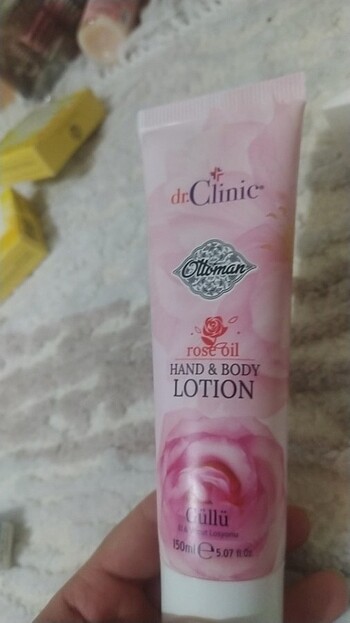 dr.Clinic
Ottoman
rose oil
HAND & BODY
LOTION
Güllü
150ml e 5.07 fl Oz